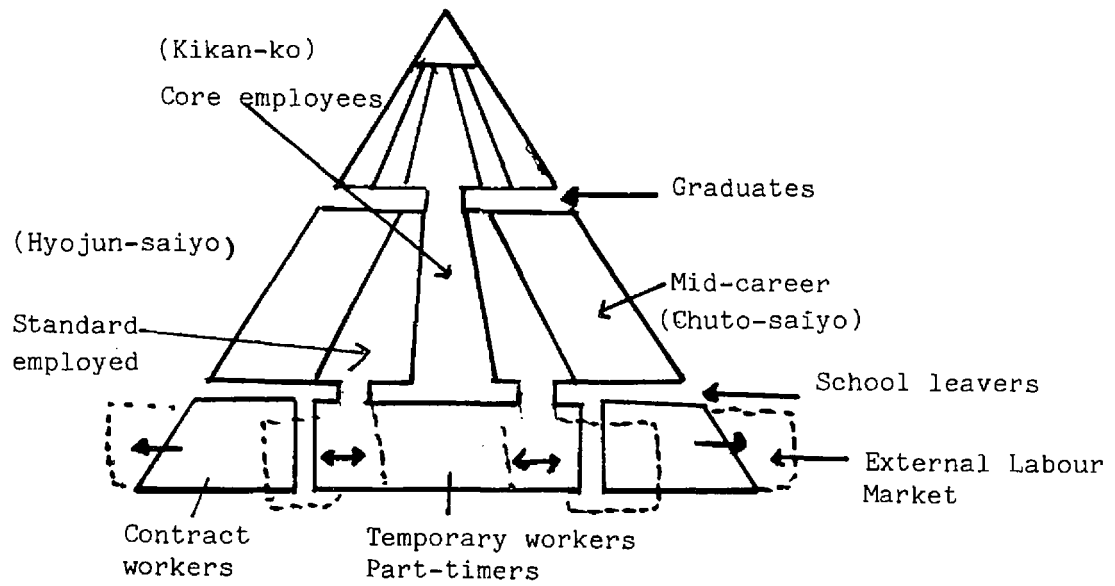 (Kikan-ko)
Core employees
Graduates
(Hyojun-saiyo)
Mid-career
(Chuto-saiyo)
Standard
employed
School leavers
External Labour
Market
Contract
workers
Temporary workers
Part-timers